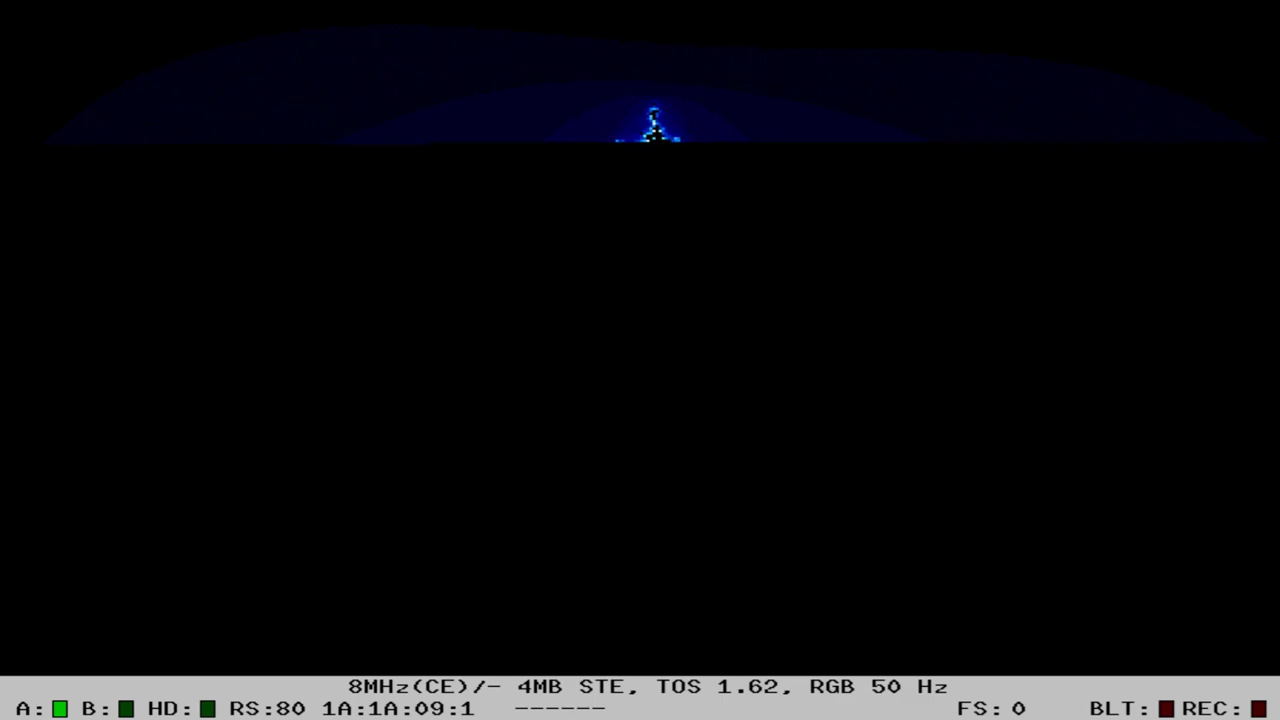 8MHz(CE)/- 4MB STE, TOS 1.62, RGB 50 Hz
A: B: HD: RS:80 1A:1A:09:1 ------ FS: 0 BLT: REC: